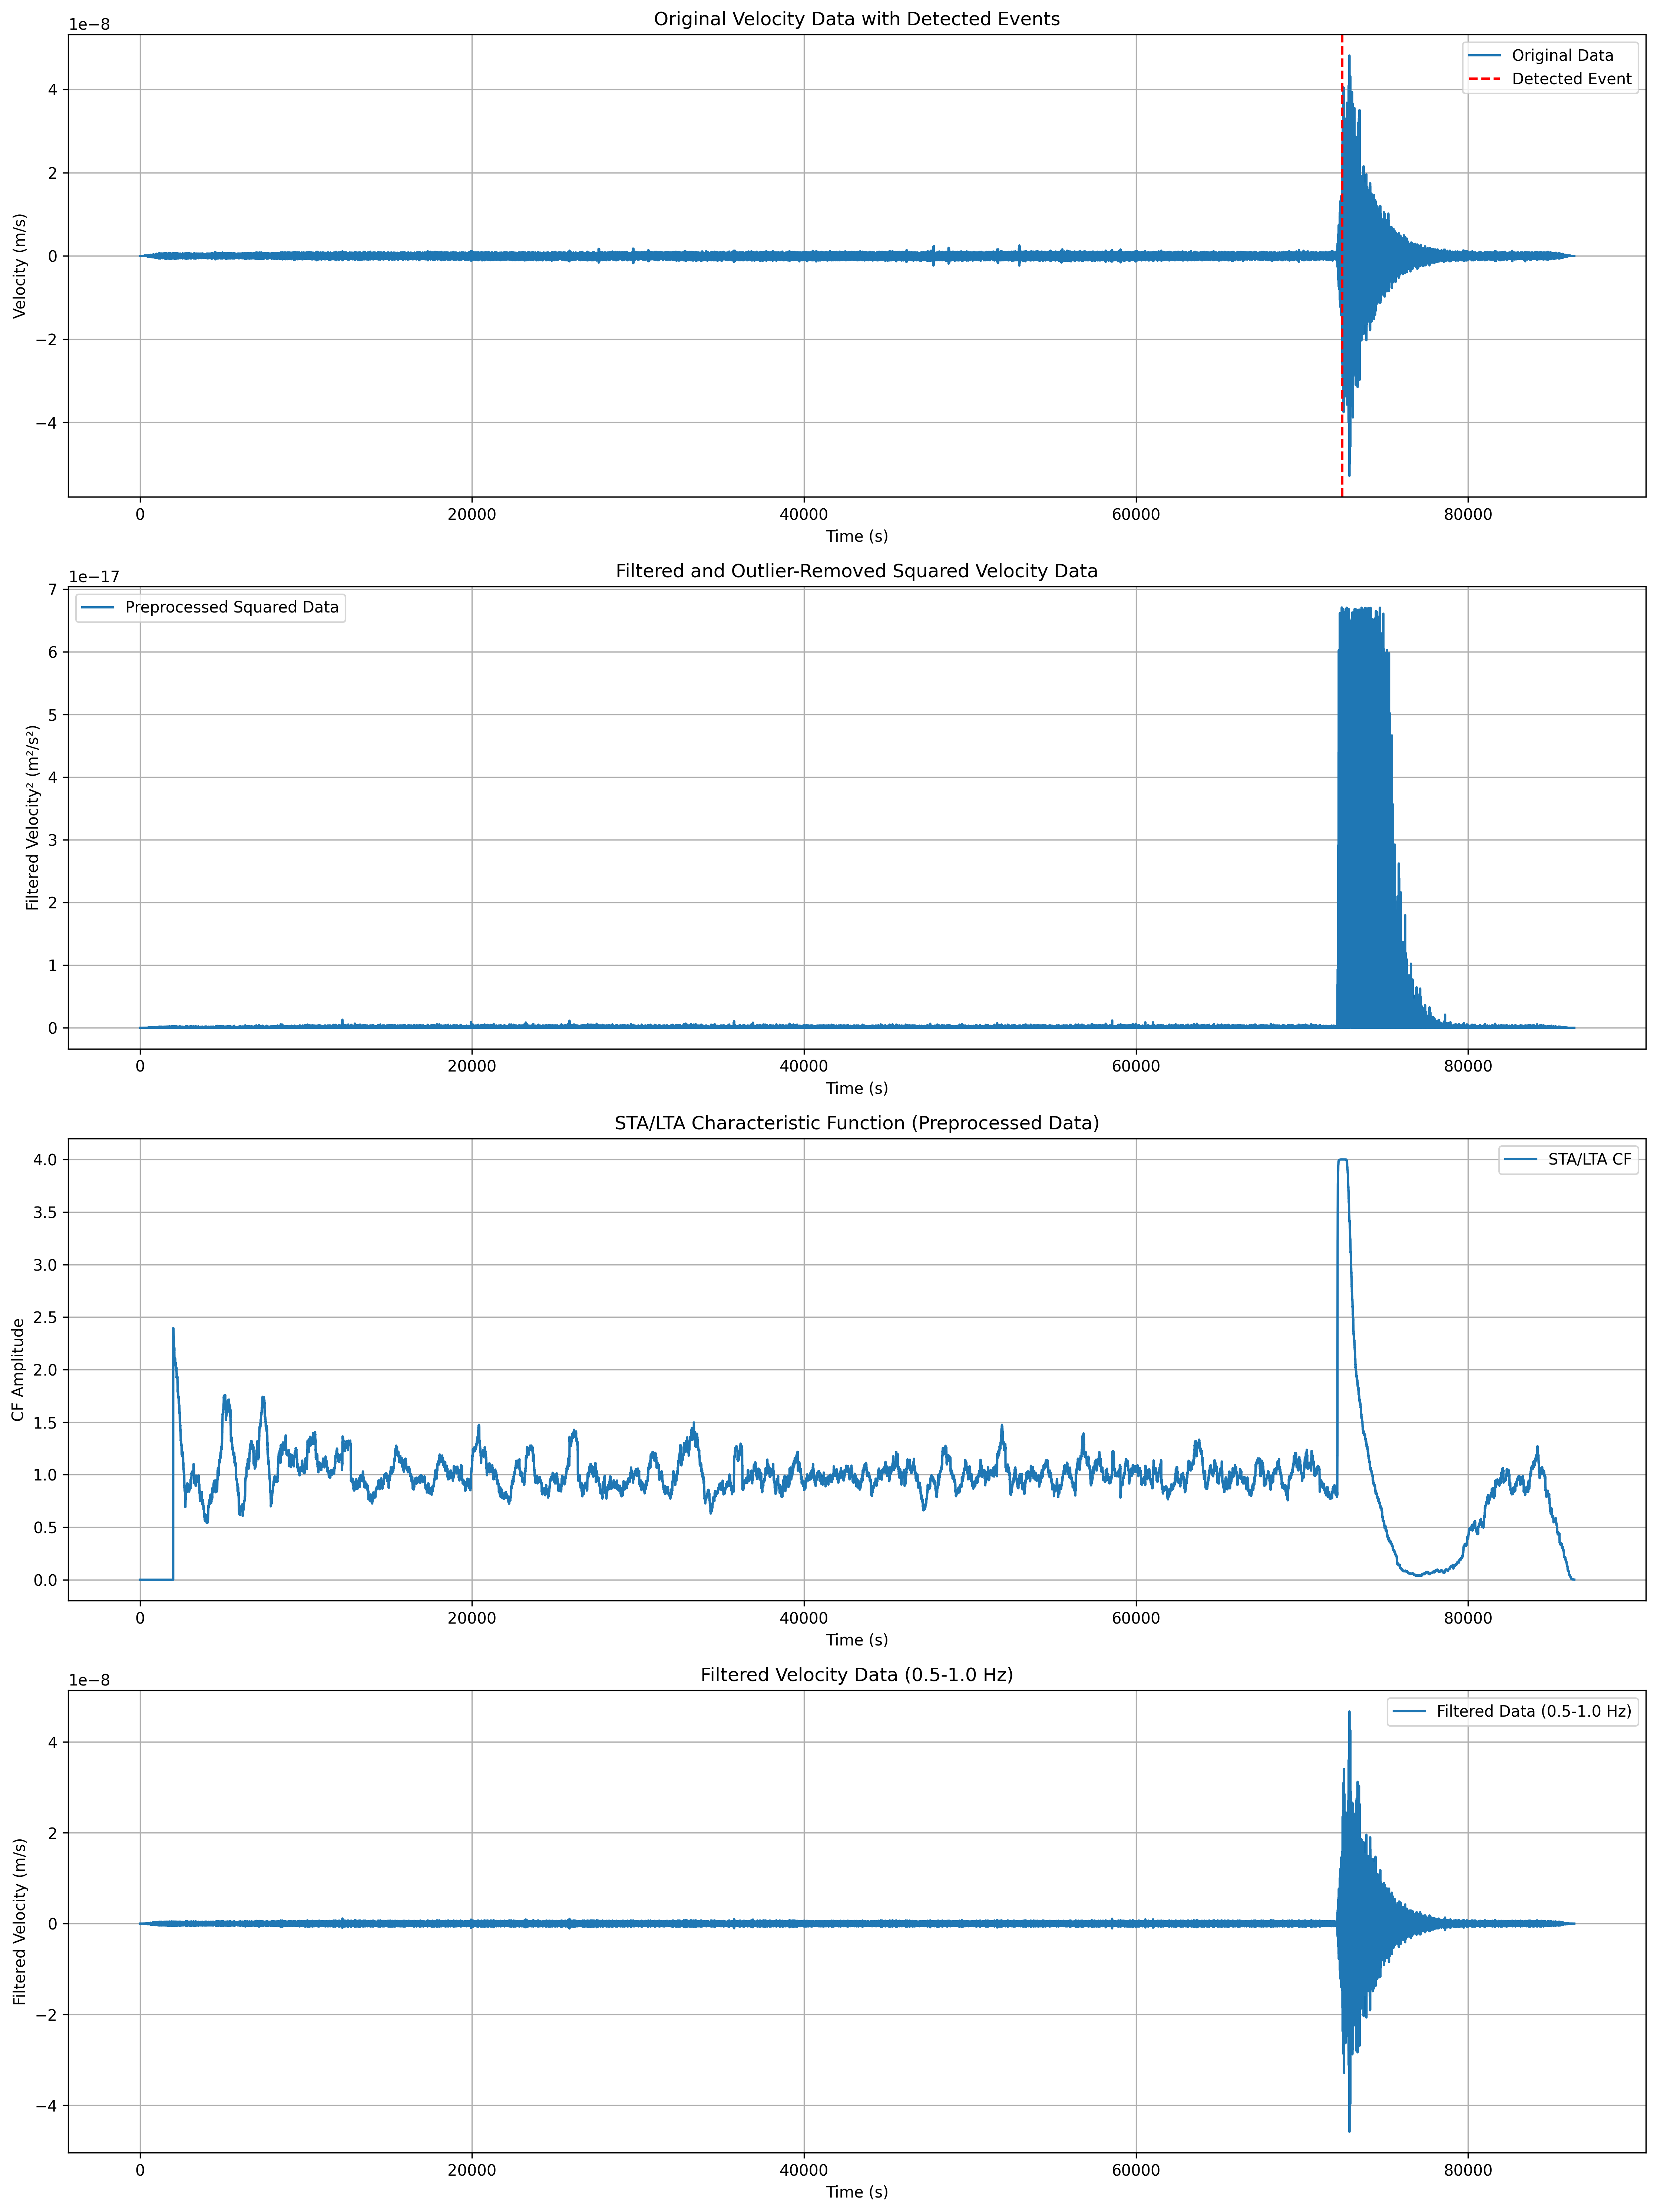 Original Velocity Data with Detected Events
1e−8
Original Data
Detected Event
Velocity (m/s)
4
2
0
−2
−4
0 20000 40000 60000 80000
Time (s)
Filtered and Outlier-Removed Squared Velocity Data
1e−17
Preprocessed Squared Data
Filtered Velocity² (m²/s²)
7
6
5
4
3
2
1
0
0 20000 40000 60000 80000
Time (s)
STA/LTA Characteristic Function (Preprocessed Data)
STA/LTA CF
CF Amplitude
4.0
3.5
3.0
2.5
2.0
1.5
1.0
0.5
0.0
0 20000 40000 60000 80000
Time (s)
Filtered Velocity Data (0.5-1.0 Hz)
1e−8
Filtered Data (0.5-1.0 Hz)
Filtered Velocity (m/s)
4
2
0
−2
−4
0 20000 40000 60000 80000
Time (s)